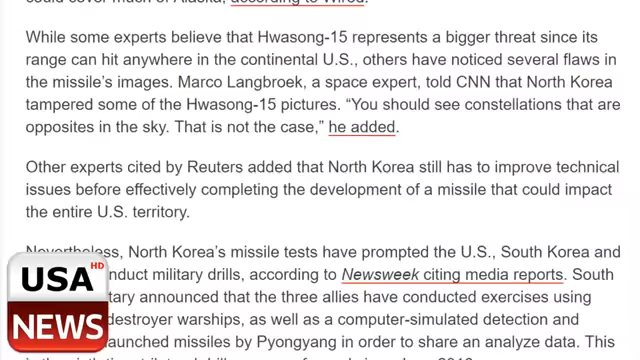 could cover much of Alaska, according to Wired.
While some experts believe that Hwasong-15 represents a bigger threat since its
range can hit anywhere in the continental U.S., others have noticed several flaws in
the missile's images. Marco Langbroek, a space expert, told CNN that North Korea
tampered some of the Hwasong-15 pictures. “You should see constellations that are
opposites in the sky. That is not the case,” he added.
Other experts cited by Reuters added that North Korea still has to improve technical
issues before effectively completing the development of a missile that could impact
the entire U.S. territory.
Nevertheless, North Korea's missile tests have prompted the U.S., South Korea and
nduct military drills, according to Newsweek citing media reports. South
tary announced that the three allies have conducted exercises using
destroyer warships, as well as a computer-simulated detection and
launched missiles by Pyongyang in order to share an analyze data. This
USA HD
NEWS